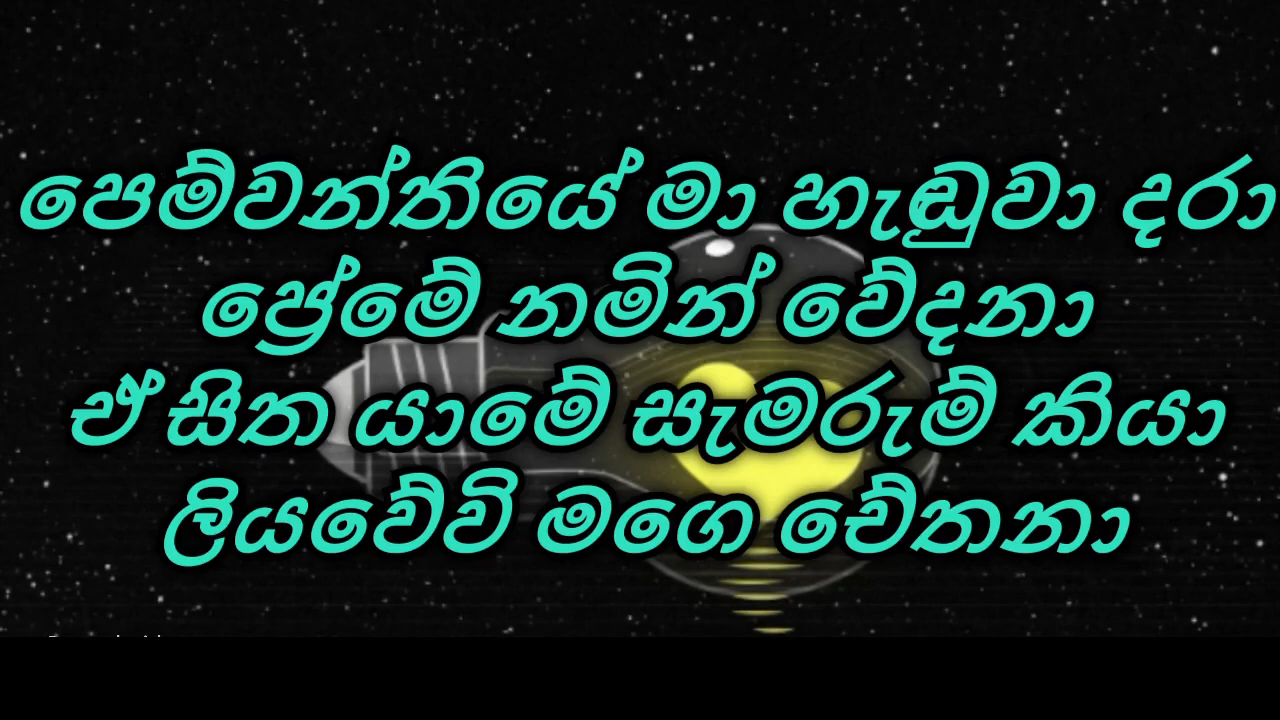 පෙම්වන්තියේ මා හැඬුවා දරා
ප්‍රේමේ නමින් වේදනා
ඒ සිත යාමේ සැමරුම් කියා
ලියවේවි මගෙ චේතනා